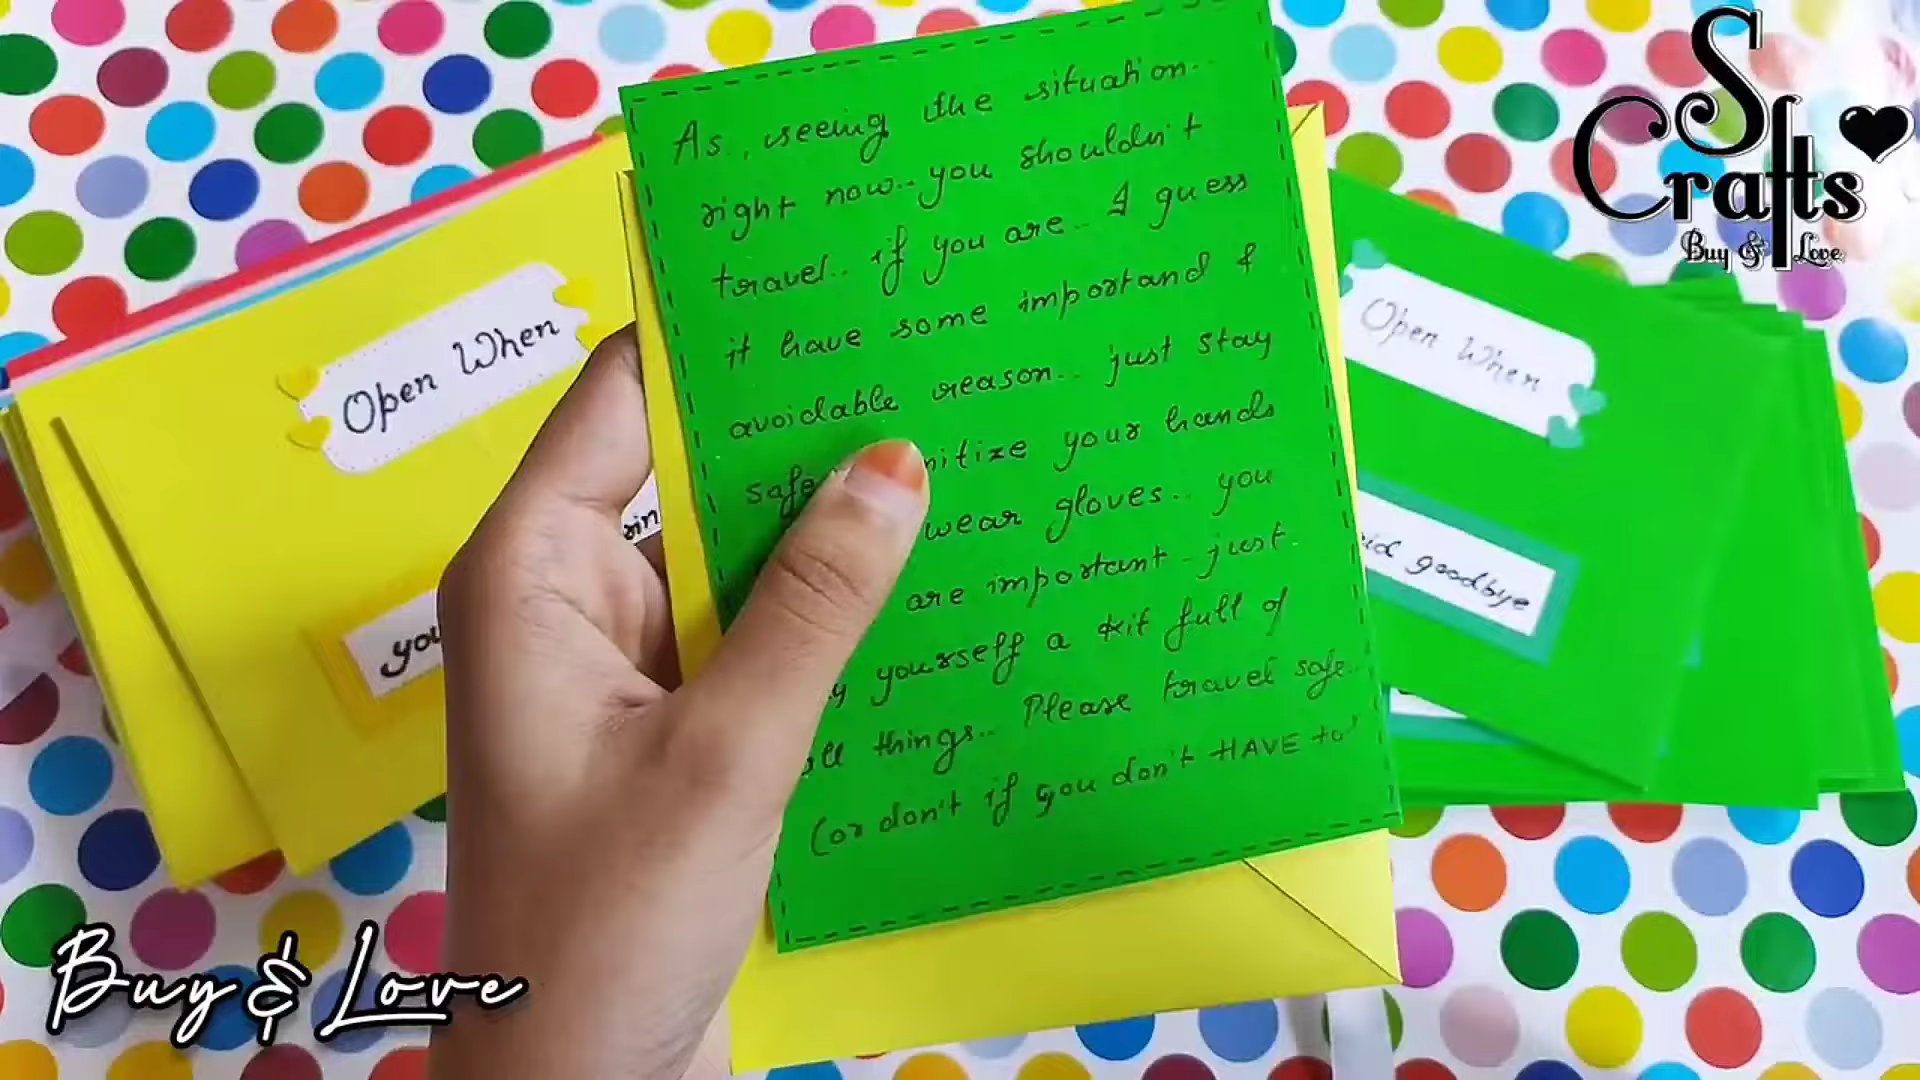 As, seeing the situation..
right now.. you shouldn't
travel.. if you are.. I guess
it have some importand &
avoidable reason.. just stay
safe nitize your hands
wear gloves.. you
are important - just
yourself a kit full of
things.. Please travel safe..
(or don't if you don't HAVE to)
Open When
you
Open When
goodbye
S Crafts
Buy & Love
Buy & Love